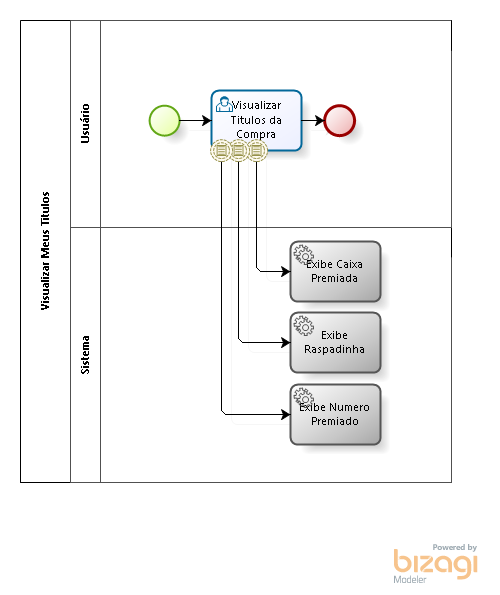 Visualizar Meus Titulos
Usuário
Visualizar
Titulos da
Compra
Sistema
Exibe Caixa
Premiada
Exibe
Raspadinha
Exibe Numero
Premiado
Powered by
bizagi
Modeler